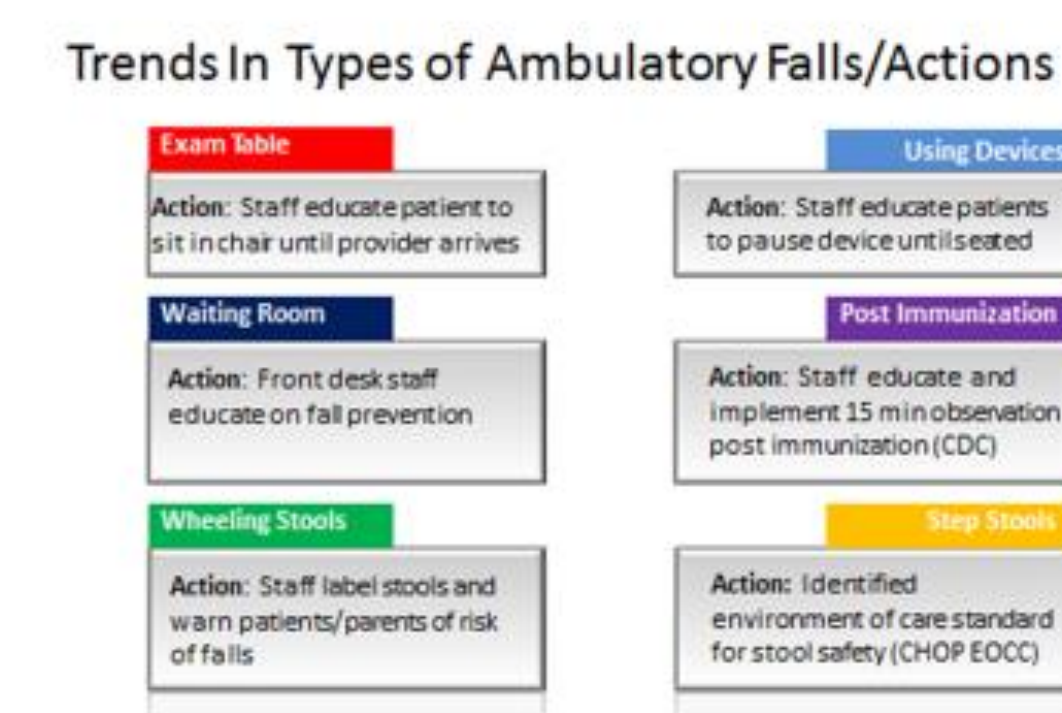 Trends In Types of Ambulatory Falls/Actions
Exam Table
Action: Staff educate patient to
sit in chair until provider arrives
Using Devices
Action: Staff educate patients
to pause device until seated
Waiting Room
Action: Front desk staff
educate on fall prevention
Post Immunization
Action: Staff educate and
implement 15 min observation
post immunization (CDC)
Wheeling Stools
Action: Staff label stools and
warn patients/parents of risk
of falls
Step Stools
Action: Identified
environment of care standard
for stool safety (CHOP EOCC)